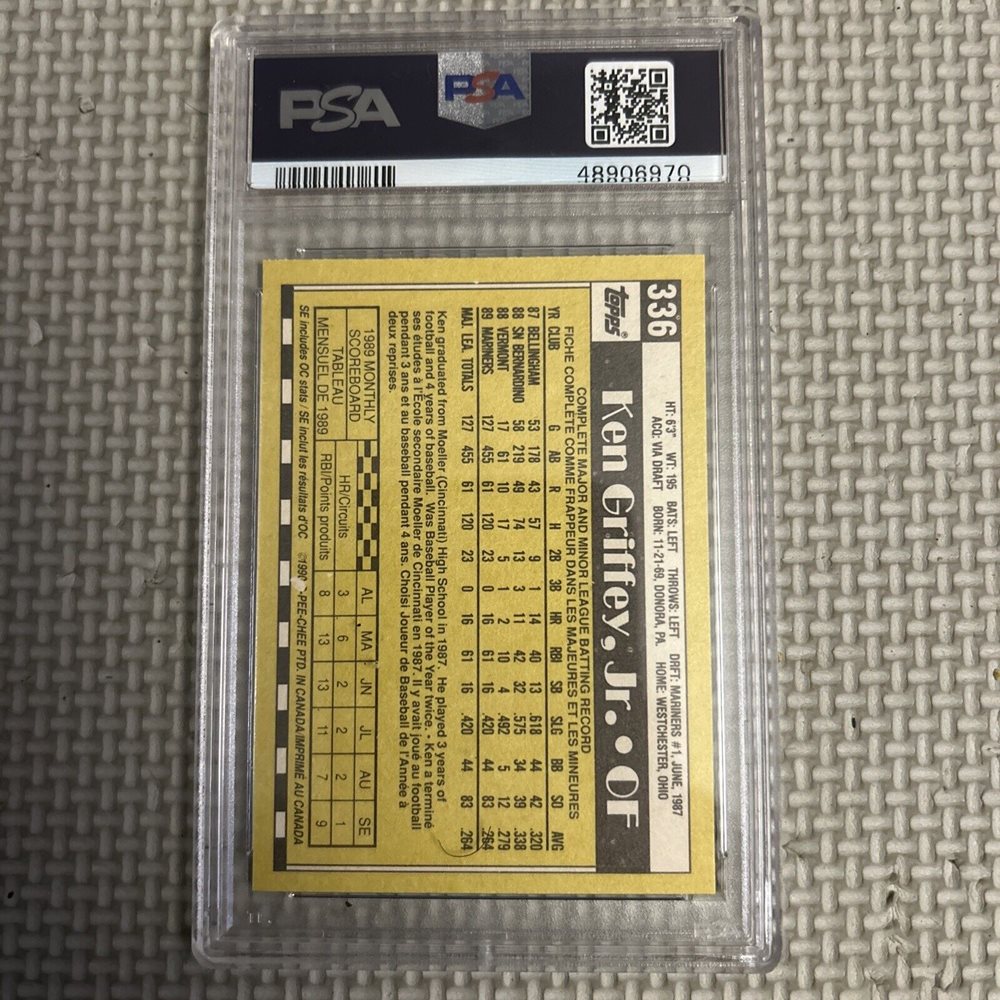 PSA
PSA
48906970
336
topps®
Ken Griffey, Jr. • OF
HT: 6'3" WT: 195 BATS: LEFT THROWS: LEFT DRFT: MARINERS #1, JUNE, 1987
ACQ: VIA DRAFT BORN: 11-21-69, DONORA, PA. HOME: WESTCHESTER, OHIO
COMPLETE MAJOR AND MINOR LEAGUE BATTING RECORD
FICHE COMPLETE COMME FRAPPEUR DANS LES MAJEURES ET LES MINEURES
YR CLUB G AB R H 2B 3B HR RBI SB SLG BB SO AVG
87 BELLINGHAM 53 178 43 57 9 1 14 40 13 .618 44 42 .320
88 SN BERNARDINO 58 219 49 74 13 3 11 42 32 .575 34 39 .338
88 VERMONT 17 61 10 17 5 1 2 10 4 .492 5 12 .279
89 MARINERS 127 455 61 120 23 0 16 61 16 .420 44 83 .264
MAJ. LEA. TOTALS 127 455 61 120 23 0 16 61 16 .420 44 83 .264
Ken graduated from Moeller (Cincinnati) High School in 1987. He played 3 years of
football and 4 years of baseball. Was Baseball Player of the Year twice. • Ken a terminé
ses études à l'École secondaire Moeller de Cincinnati en 1987. Il y avait joué au football
pendant 3 ans et au baseball pendant 4 ans. Choisi Joueur de Baseball de l'Année à
deux reprises.
1989 MONTHLY
SCOREBOARD
TABLEAU
MENSUEL DE 1989
AL MA JN JL AU SE
HR/Circuits 3 6 2 2 2 1
RBI/Points produits 8 13 13 11 7 9
SE includes OC stats / SE inclut les résultats d'OC ©1990 O-PEE-CHEE PTD. IN CANADA/IMPRIMÉ AU CANADA